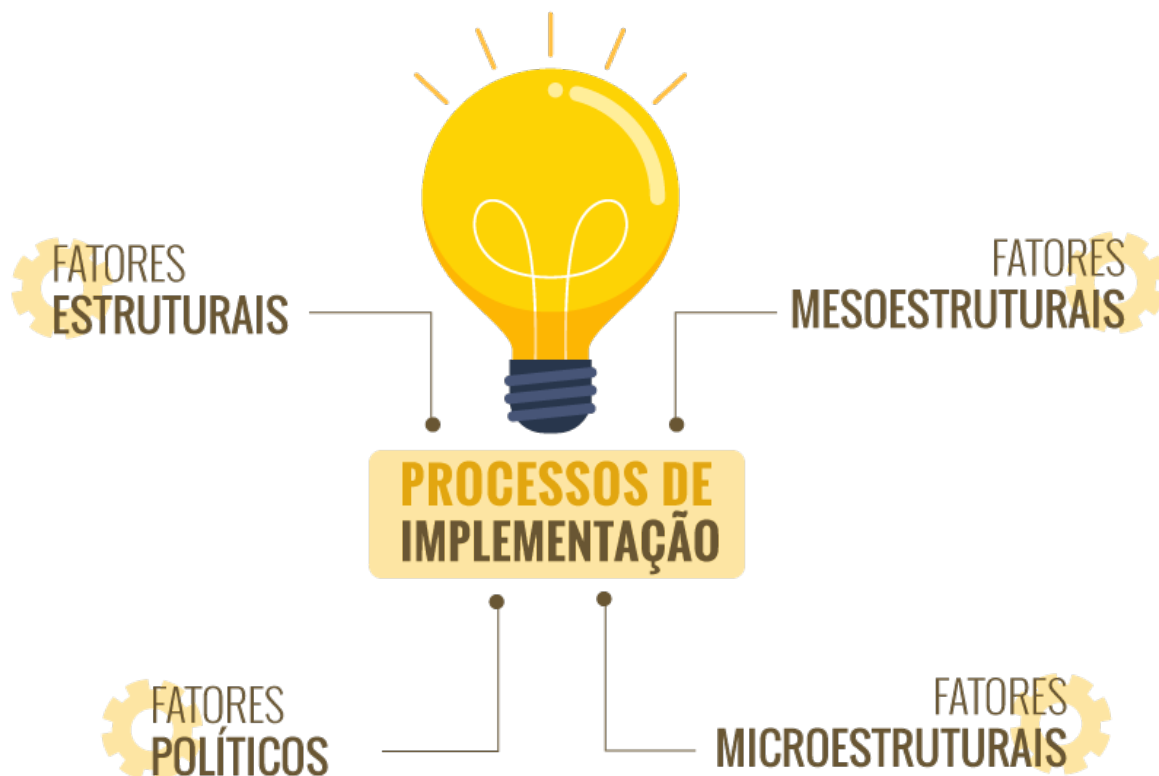 FATORES
ESTRUTURAIS
FATORES
MESOESTRUTURAIS
PROCESSOS DE
IMPLEMENTAÇÃO
FATORES
POLÍTICOS
FATORES
MICROESTRUTURAIS